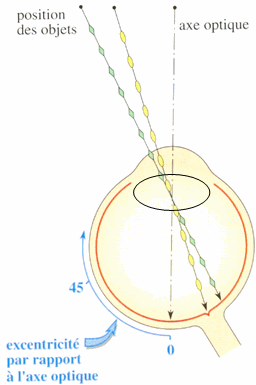 position
des objets
axe optique
45
0
excentricité
par rapport
à l'axe optique